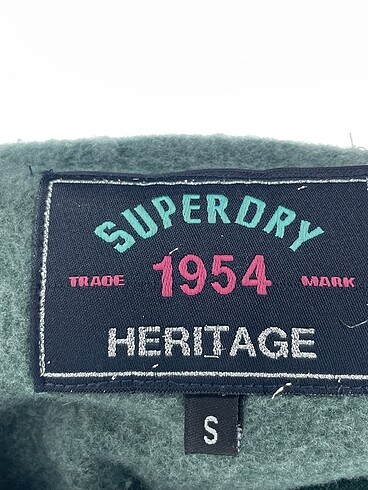 SUPERDRY
TRADE 1954 MARK
HERITAGE
S